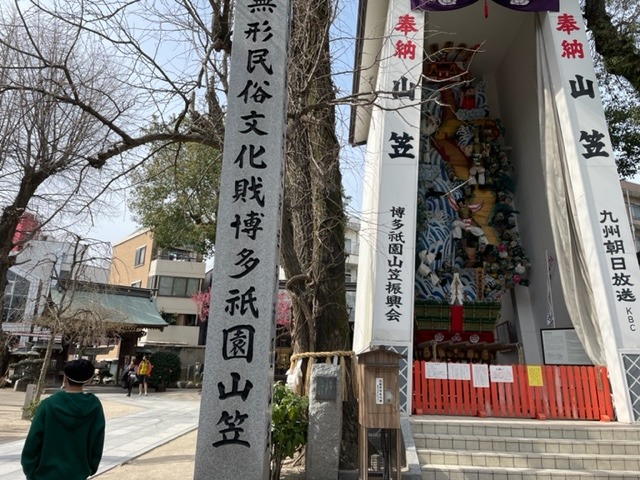 無形民俗文化財博多祇園山笠
奉納 山笠 博多祇園山笠振興会
奉納 山笠 九州朝日放送 KBC